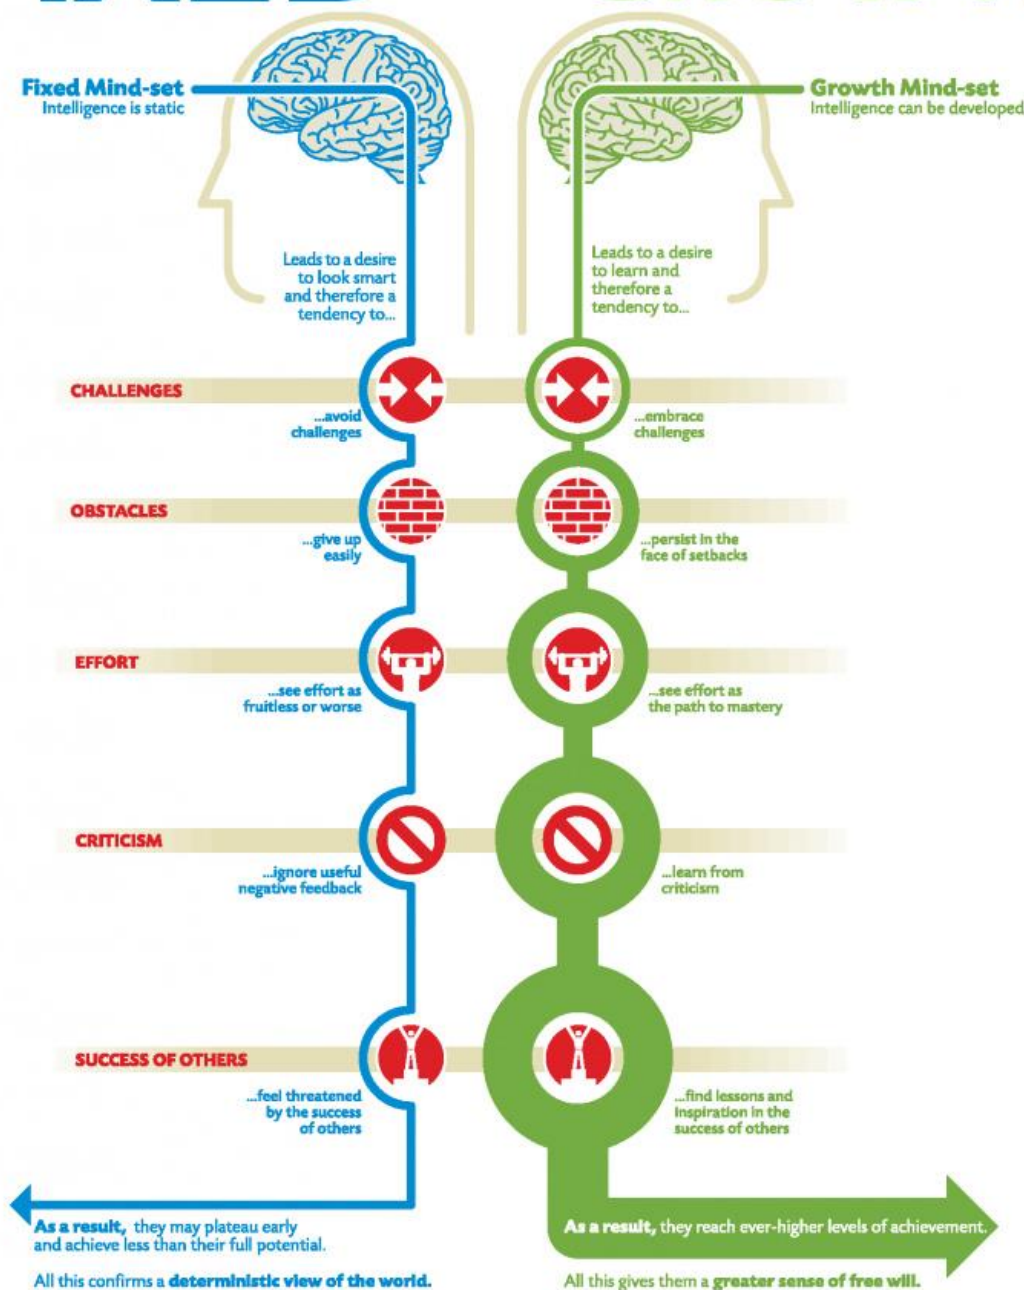 Fixed Mind-set
Intelligence is static
Growth Mind-set
Intelligence can be developed
Leads to a desire
to look smart
and therefore a
tendency to...
Leads to a desire
to learn and
therefore a
tendency to...
CHALLENGES
...avoid
challenges
...embrace
challenges
OBSTACLES
...give up
easily
...persist in the
face of setbacks
EFFORT
...see effort as
fruitless or worse
...see effort as
the path to mastery
CRITICISM
...ignore useful
negative feedback
...learn from
criticism
SUCCESS OF OTHERS
...feel threatened
by the success
of others
...find lessons and
inspiration in the
success of others
As a result, they may plateau early
and achieve less than their full potential.
All this confirms a deterministic view of the world.
As a result, they reach ever-higher levels of achievement.
All this gives them a greater sense of free will.